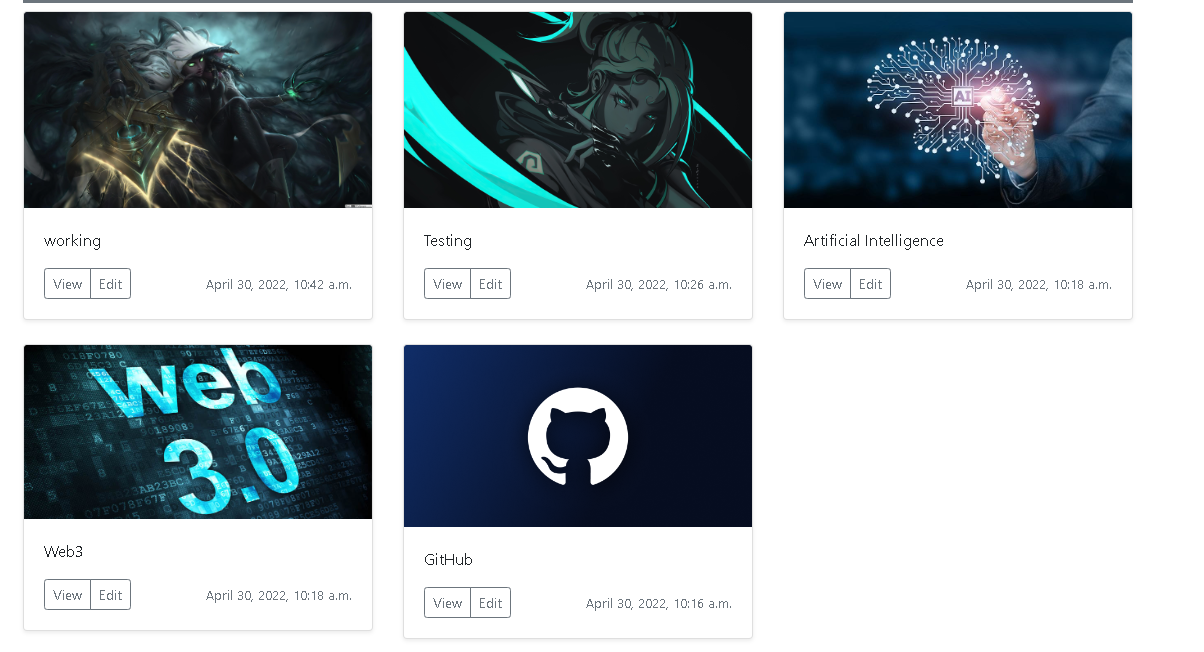 AI
working
View Edit April 30, 2022, 10:42 a.m.
Testing
View Edit April 30, 2022, 10:26 a.m.
Artificial Intelligence
View Edit April 30, 2022, 10:18 a.m.
web
3.0
Web3
View Edit April 30, 2022, 10:18 a.m.
GitHub
View Edit April 30, 2022, 10:16 a.m.